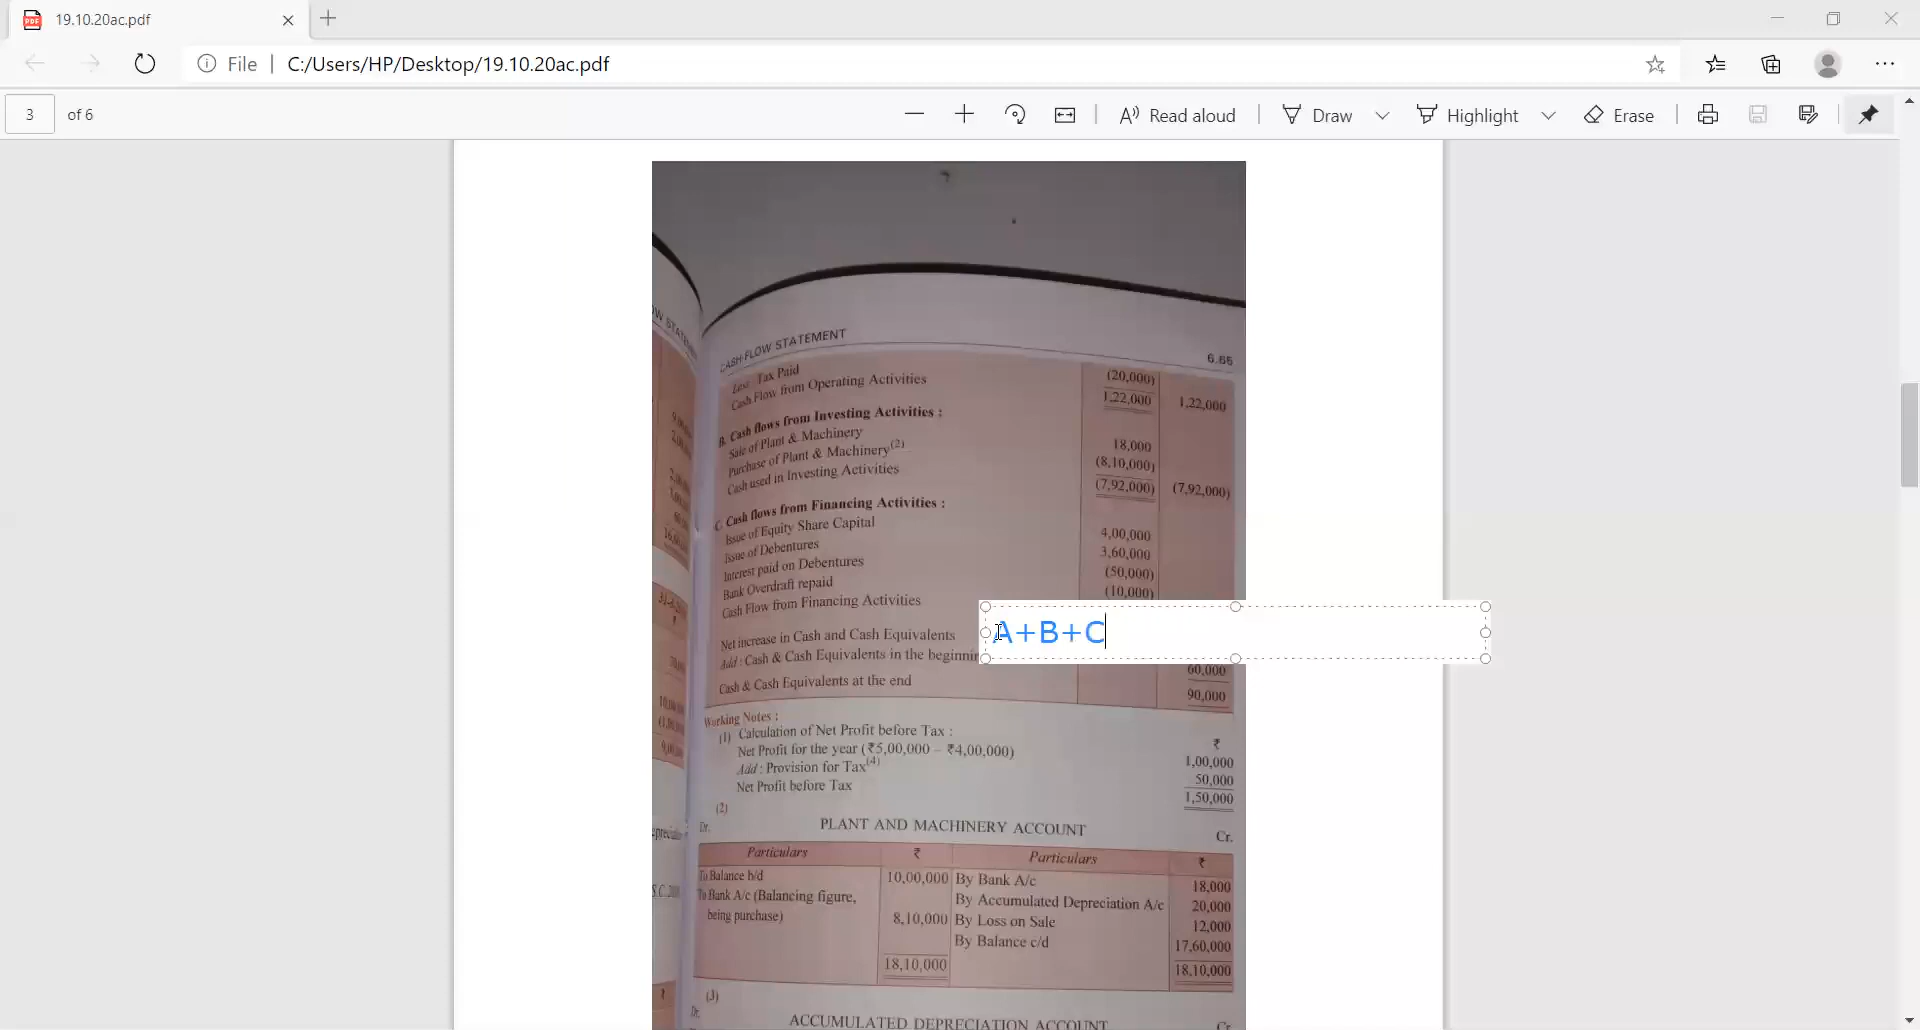 19.10.20ac.pdf
File | C:/Users/HP/Desktop/19.10.20ac.pdf
3 of 6 Read aloud Draw Highlight Erase
CASH FLOW STATEMENT 6.65
Less: Tax Paid (20,000)
Cash Flow from Operating Activities 1,22,000 1,22,000
B. Cash flows from Investing Activities :
Sale of Plant & Machinery 18,000
Purchase of Plant & Machinery(2) (8,10,000)
Cash used in Investing Activities (7,92,000) (7,92,000)
C. Cash flows from Financing Activities :
Issue of Equity Share Capital 4,00,000
Issue of Debentures 3,60,000
Interest paid on Debentures (50,000)
Bank Overdraft repaid (10,000)
Cash Flow from Financing Activities
A+B+C
Net increase in Cash and Cash Equivalents
Add : Cash & Cash Equivalents in the 60,000
Cash & Cash Equivalents at the end 90,000
Working Notes :
(1) Calculation of Net Profit before Tax : ₹
Net Profit for the year (₹5,00,000 – ₹4,00,000) 1,00,000
Add : Provision for Tax(4) 50,000
Net Profit before Tax 1,50,000
(2)
Dr. PLANT AND MACHINERY ACCOUNT Cr.
Particulars ₹ Particulars ₹
To Balance b/d 10,00,000 By Bank A/c 18,000
To Bank A/c (Balancing figure, By Accumulated Depreciation A/c 20,000
being purchase) 8,10,000 By Loss on Sale 12,000
By Balance c/d 17,60,000
18,10,000 18,10,000
(3)
Dr. ACCUMULATED DEPRECIATION ACCOUNT Cr.